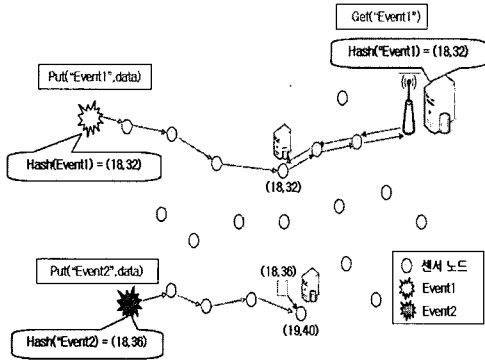 Get("Event1")
Hash("Event1) = (18,32)
Put("Event1",data)
Hash(Event1) = (18,32)
(18,32)
Put("Event2",data)
(18,36)
Hash("Event2) = (18,36)
(19,40)
센서 노드
Event1
Event2